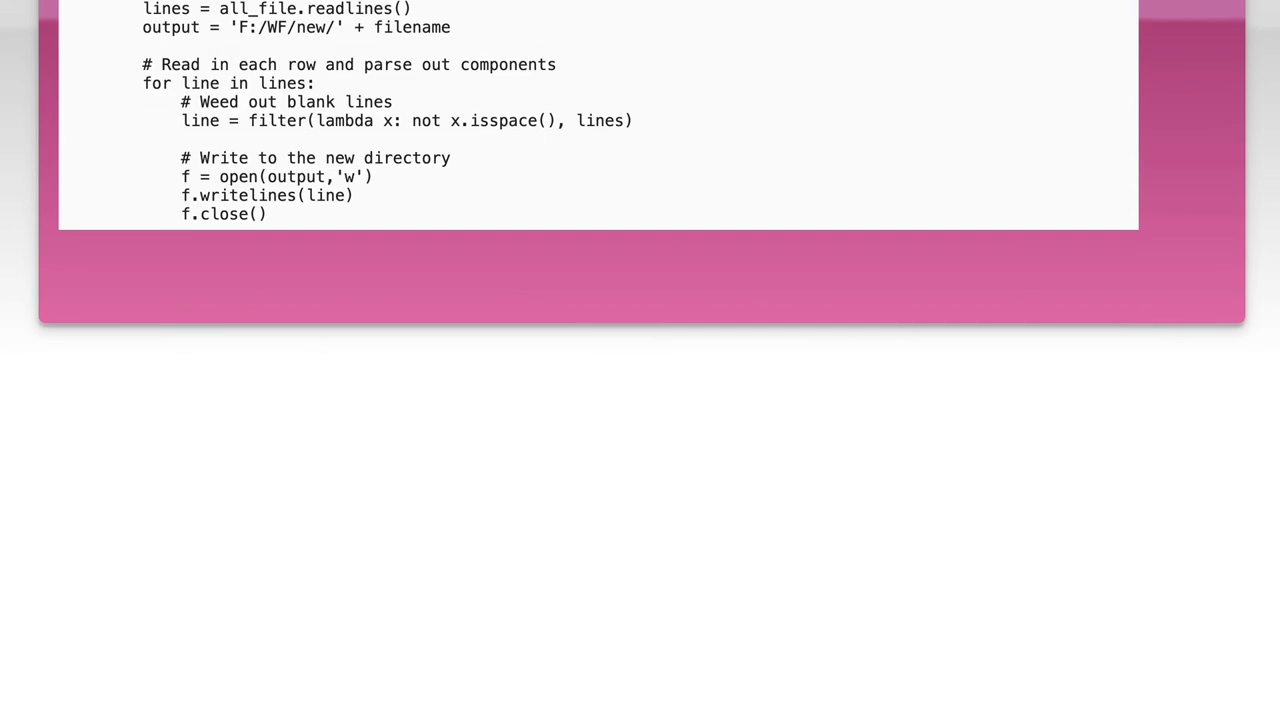 lines = all_file.readlines()
output = 'F:/WF/new/' + filename
# Read in each row and parse out components
for line in lines:
# Weed out blank lines
line = filter(lambda x: not x.isspace(), lines)
# Write to the new directory
f = open(output,'w')
f.writelines(line)
f.close()